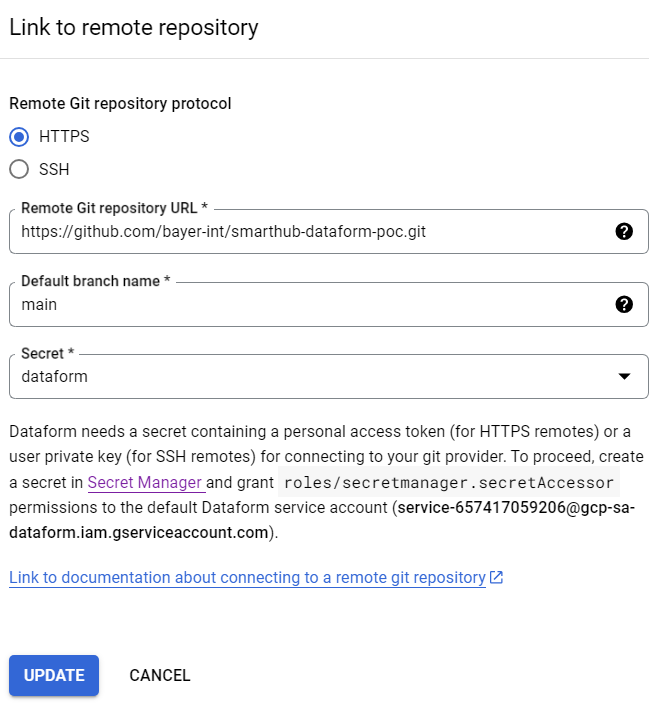 Link to remote repository
Remote Git repository protocol
HTTPS
SSH
Remote Git repository URL *
https://github.com/bayer-int/smarthub-dataform-poc.git
Default branch name *
main
Secret *
dataform
Dataform needs a secret containing a personal access token (for HTTPS remotes) or a
user private key (for SSH remotes) for connecting to your git provider. To proceed, create
a secret in Secret Manager and grant roles/secretmanager.secretAccessor
permissions to the default Dataform service account (service-657417059206@gcp-sa-
dataform.iam.gserviceaccount.com).
Link to documentation about connecting to a remote git repository
UPDATE CANCEL